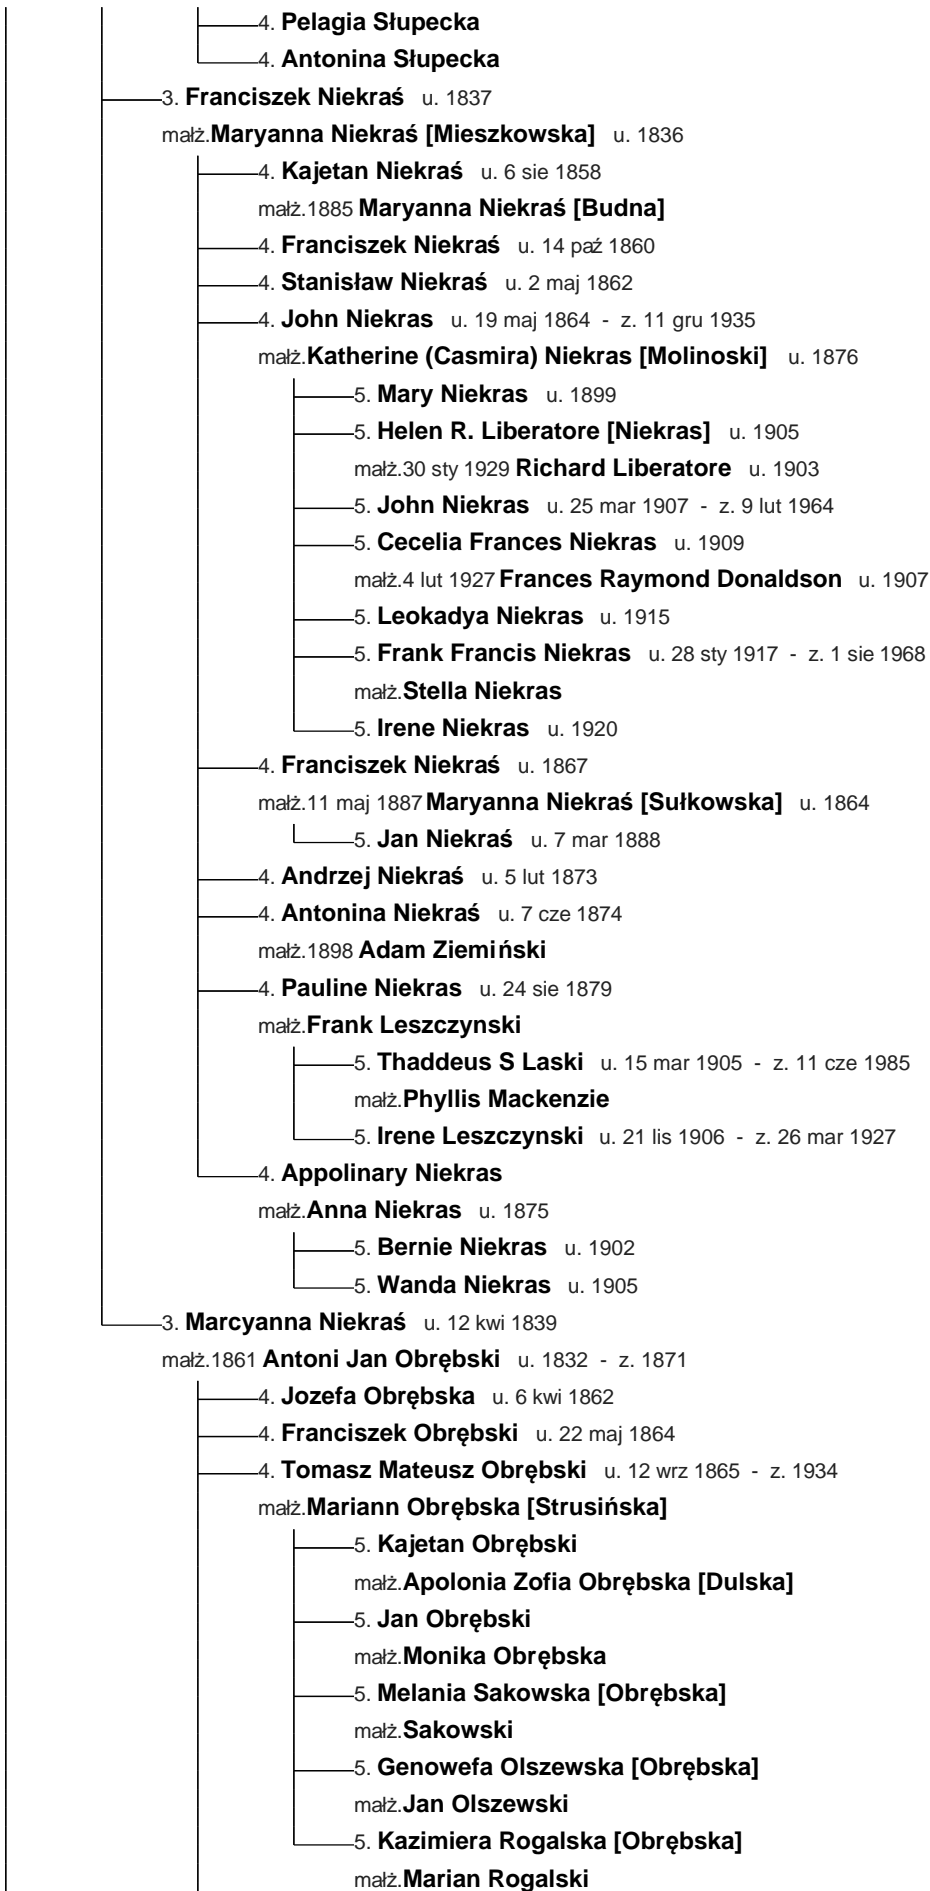 4. Pelagia Słupecka
4. Antonina Słupecka
3. Franciszek Niekraś u. 1837
małż.Maryanna Niekraś [Mieszkowska] u. 1836
4. Kajetan Niekraś u. 6 sie 1858
małż.1885 Maryanna Niekraś [Budna]
4. Franciszek Niekraś u. 14 paź 1860
4. Stanisław Niekraś u. 2 maj 1862
4. John Niekras u. 19 maj 1864 - z. 11 gru 1935
małż.Katherine (Casmira) Niekras [Molinoski] u. 1876
5. Mary Niekras u. 1899
5. Helen R. Liberatore [Niekras] u. 1905
małż.30 sty 1929 Richard Liberatore u. 1903
5. John Niekras u. 25 mar 1907 - z. 9 lut 1964
5. Cecelia Frances Niekras u. 1909
małż.4 lut 1927 Frances Raymond Donaldson u. 1907
5. Leokadya Niekras u. 1915
5. Frank Francis Niekras u. 28 sty 1917 - z. 1 sie 1968
małż.Stella Niekras
5. Irene Niekras u. 1920
4. Franciszek Niekraś u. 1867
małż.11 maj 1887 Maryanna Niekraś [Sułkowska] u. 1864
5. Jan Niekraś u. 7 mar 1888
4. Andrzej Niekraś u. 5 lut 1873
4. Antonina Niekraś u. 7 cze 1874
małż.1898 Adam Ziemiński
4. Pauline Niekras u. 24 sie 1879
małż.Frank Leszczynski
5. Thaddeus S Laski u. 15 mar 1905 - z. 11 cze 1985
małż.Phyllis Mackenzie
5. Irene Leszczynski u. 21 lis 1906 - z. 26 mar 1927
4. Appolinary Niekras
małż.Anna Niekras u. 1875
5. Bernie Niekras u. 1902
5. Wanda Niekras u. 1905
3. Marcyanna Niekraś u. 12 kwi 1839
małż.1861 Antoni Jan Obrębski u. 1832 - z. 1871
4. Jozefa Obrębska u. 6 kwi 1862
4. Franciszek Obrębski u. 22 maj 1864
4. Tomasz Mateusz Obrębski u. 12 wrz 1865 - z. 1934
małż.Mariann Obrębska [Strusińska]
5. Kajetan Obrębski
małż.Apolonia Zofia Obrębska [Dulska]
5. Jan Obrębski
małż.Monika Obrębska
5. Melania Sakowska [Obrębska]
małż.Sakowski
5. Genowefa Olszewska [Obrębska]
małż.Jan Olszewski
5. Kazimiera Rogalska [Obrębska]
małż.Marian Rogalski